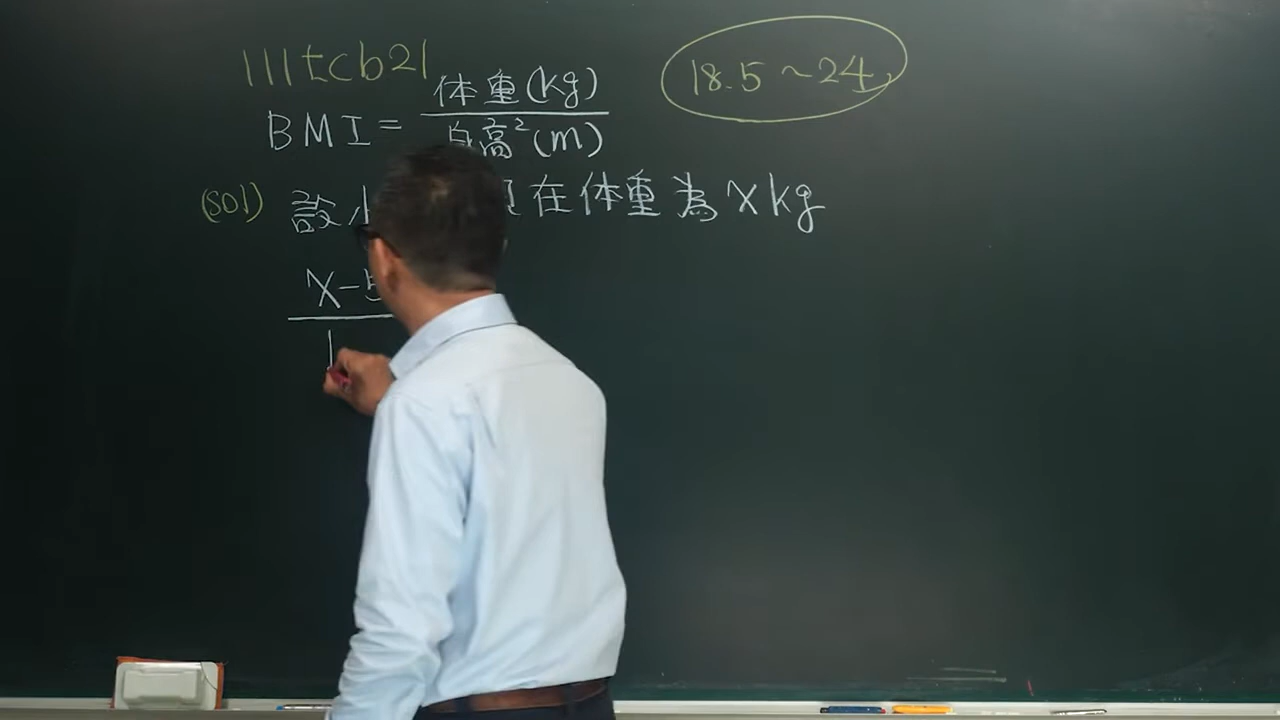 111tcb21
18.5~24
BMI = 体重(kg) / 身高²(m)
(sol) 設小 在体重為 x kg
x-5
1